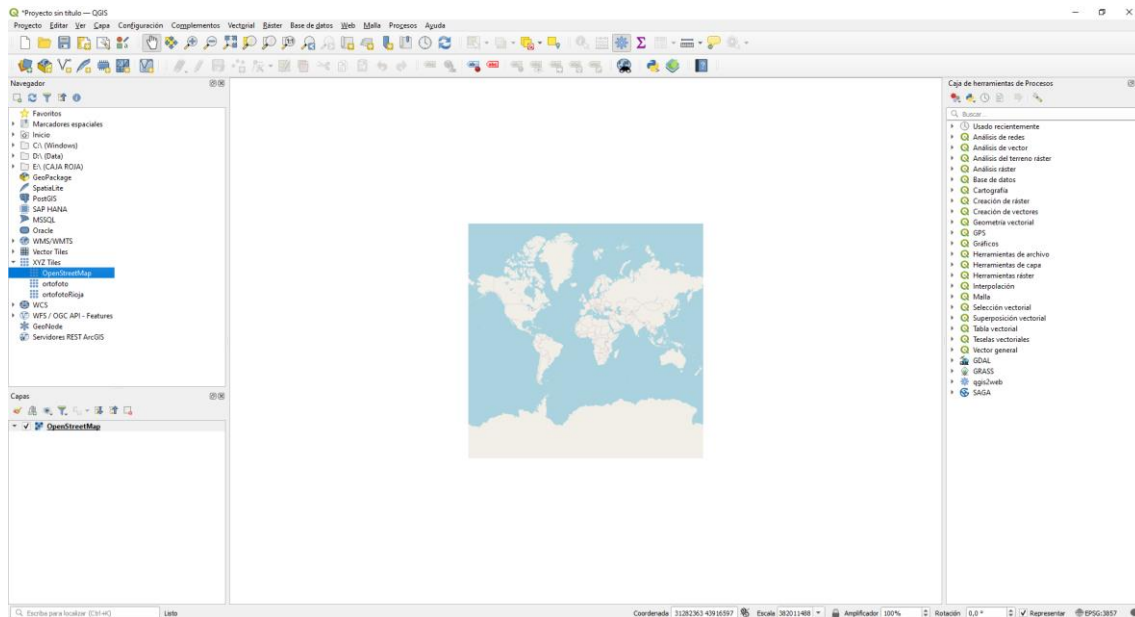 *Proyecto sin título — QGIS
Proyecto Editar Ver Capa Configuración Complementos Vectorial Ráster Base de datos Web Malla Procesos Ayuda
Navegador
Favoritos
Marcadores espaciales
Inicio
C:\ (Windows)
D:\ (Data)
E:\ (CAJA ROJA)
GeoPackage
SpatiaLite
PostGIS
SAP HANA
MSSQL
Oracle
WMS/WMTS
Vector Tiles
XYZ Tiles
OpenStreetMap
ortofoto
ortofotoRioja
WCS
WFS / OGC API - Features
GeoNode
Servidores REST ArcGIS
Capas
OpenStreetMap
Caja de herramientas de Procesos
Buscar...
Usado recientemente
Análisis de redes
Análisis de vector
Análisis del terreno ráster
Análisis ráster
Base de datos
Cartografía
Creación de ráster
Creación de vectores
Geometría vectorial
GPS
Gráficos
Herramientas de archivo
Herramientas de capa
Herramientas ráster
Interpolación
Malla
Selección vectorial
Superposición vectorial
Tabla vectorial
Teselas vectoriales
Vector general
GDAL
GRASS
qgis2web
SAGA
Escriba para localizar (Ctrl+K) Listo Coordenada 31282363 43916597 Escala 382011488 Amplificador 100% Rotación 0,0 ° Representar EPSG:3857